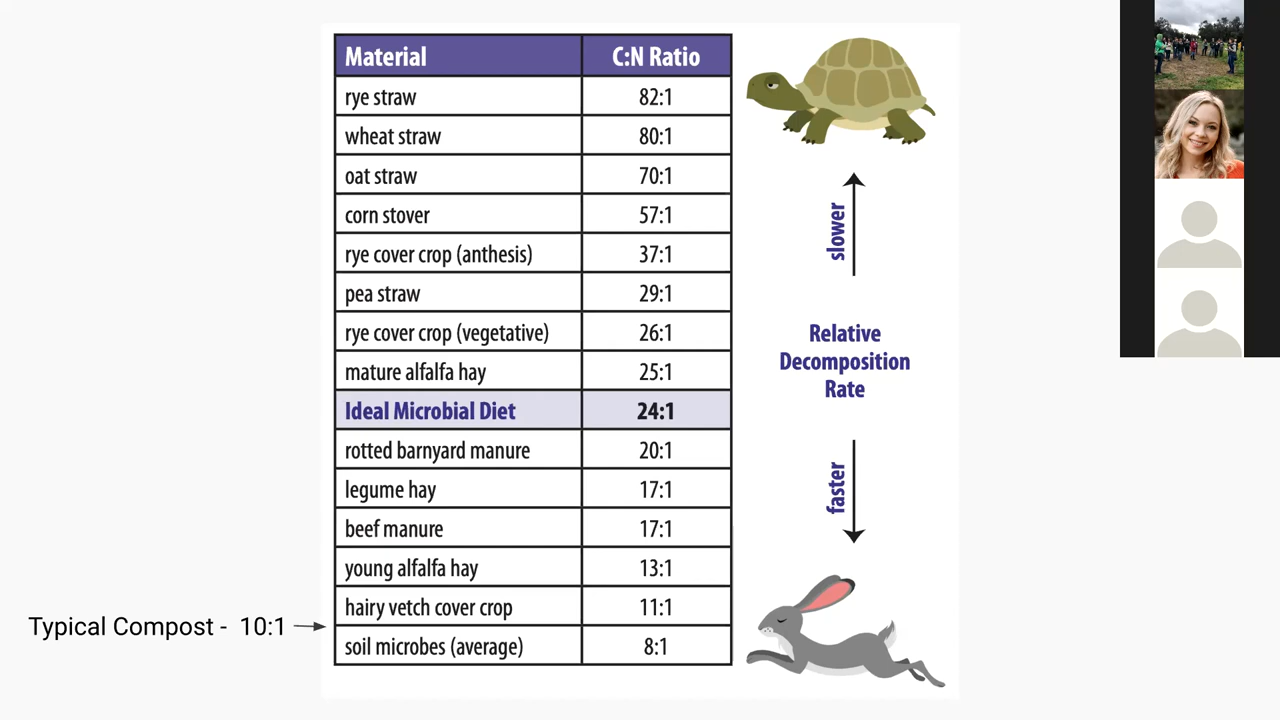 Material C:N Ratio
rye straw 82:1
wheat straw 80:1
oat straw 70:1
corn stover 57:1
rye cover crop (anthesis) 37:1
pea straw 29:1
rye cover crop (vegetative) 26:1
mature alfalfa hay 25:1
Ideal Microbial Diet 24:1
rotted barnyard manure 20:1
legume hay 17:1
beef manure 17:1
young alfalfa hay 13:1
hairy vetch cover crop 11:1
soil microbes (average) 8:1
Typical Compost - 10:1
slower
Relative
Decomposition
Rate
faster